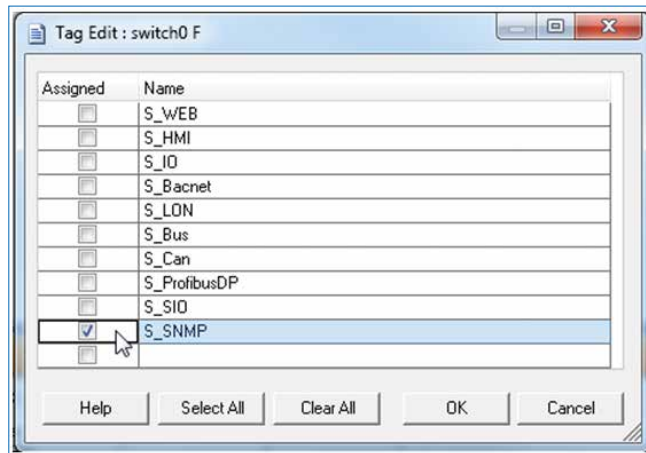 Tag Edit : switch0 F
Assigned Name
S_WEB
S_HMI
S_IO
S_Bacnet
S_LON
S_Bus
S_Can
S_ProfibusDP
S_SIO
S_SNMP
Help Select All Clear All OK Cancel